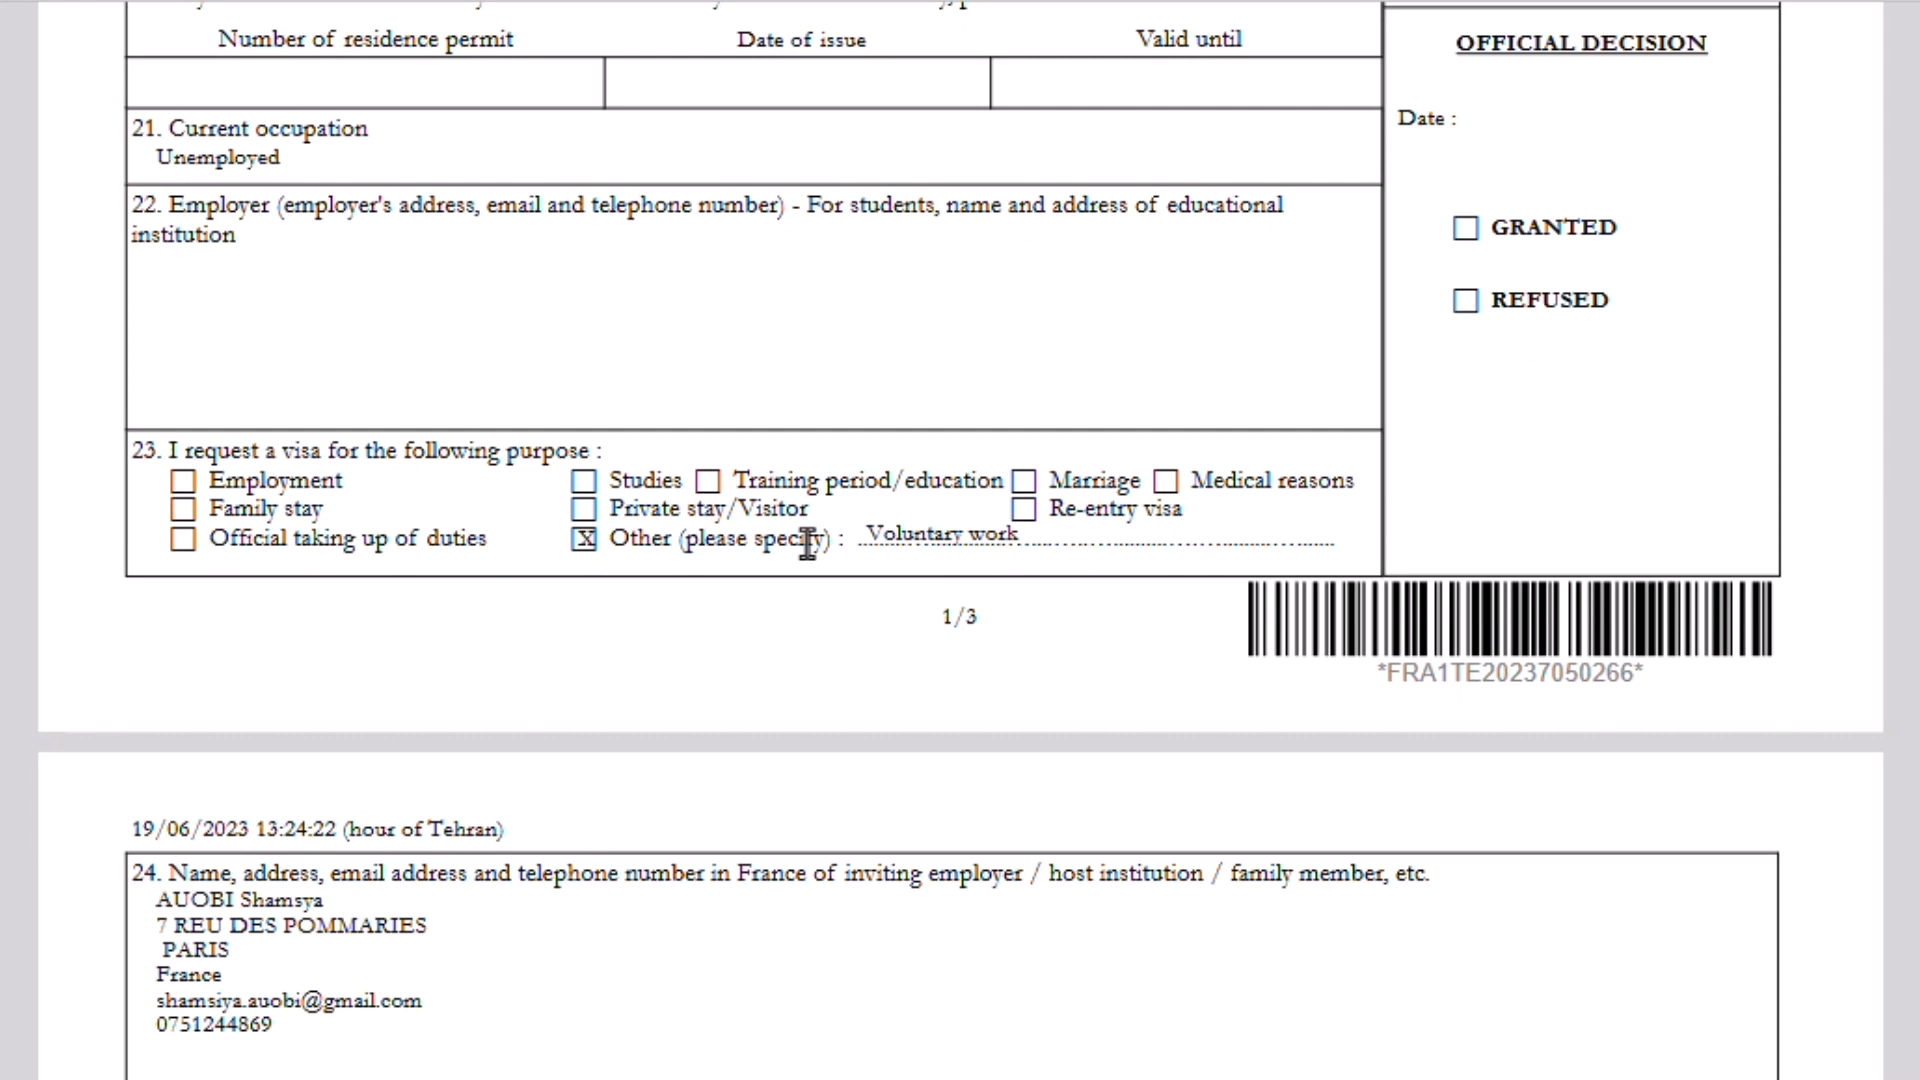 Number of residence permit
Date of issue
Valid until
OFFICIAL DECISION
Date :
21. Current occupation
Unemployed
22. Employer (employer's address, email and telephone number) - For students, name and address of educational
institution
GRANTED
REFUSED
23. I request a visa for the following purpose :
Employment Studies Training period/education Marriage Medical reasons
Family stay Private stay/Visitor Re-entry visa
Official taking up of duties X Other (please specify) : Voluntary work
1/3
*FRA1TE20237050266*
19/06/2023 13:24:22 (hour of Tehran)
24. Name, address, email address and telephone number in France of inviting employer / host institution / family member, etc.
AUOBI Shamsya
7 REU DES POMMARIES
PARIS
France
shamsiya.auobi@gmail.com
0751244869